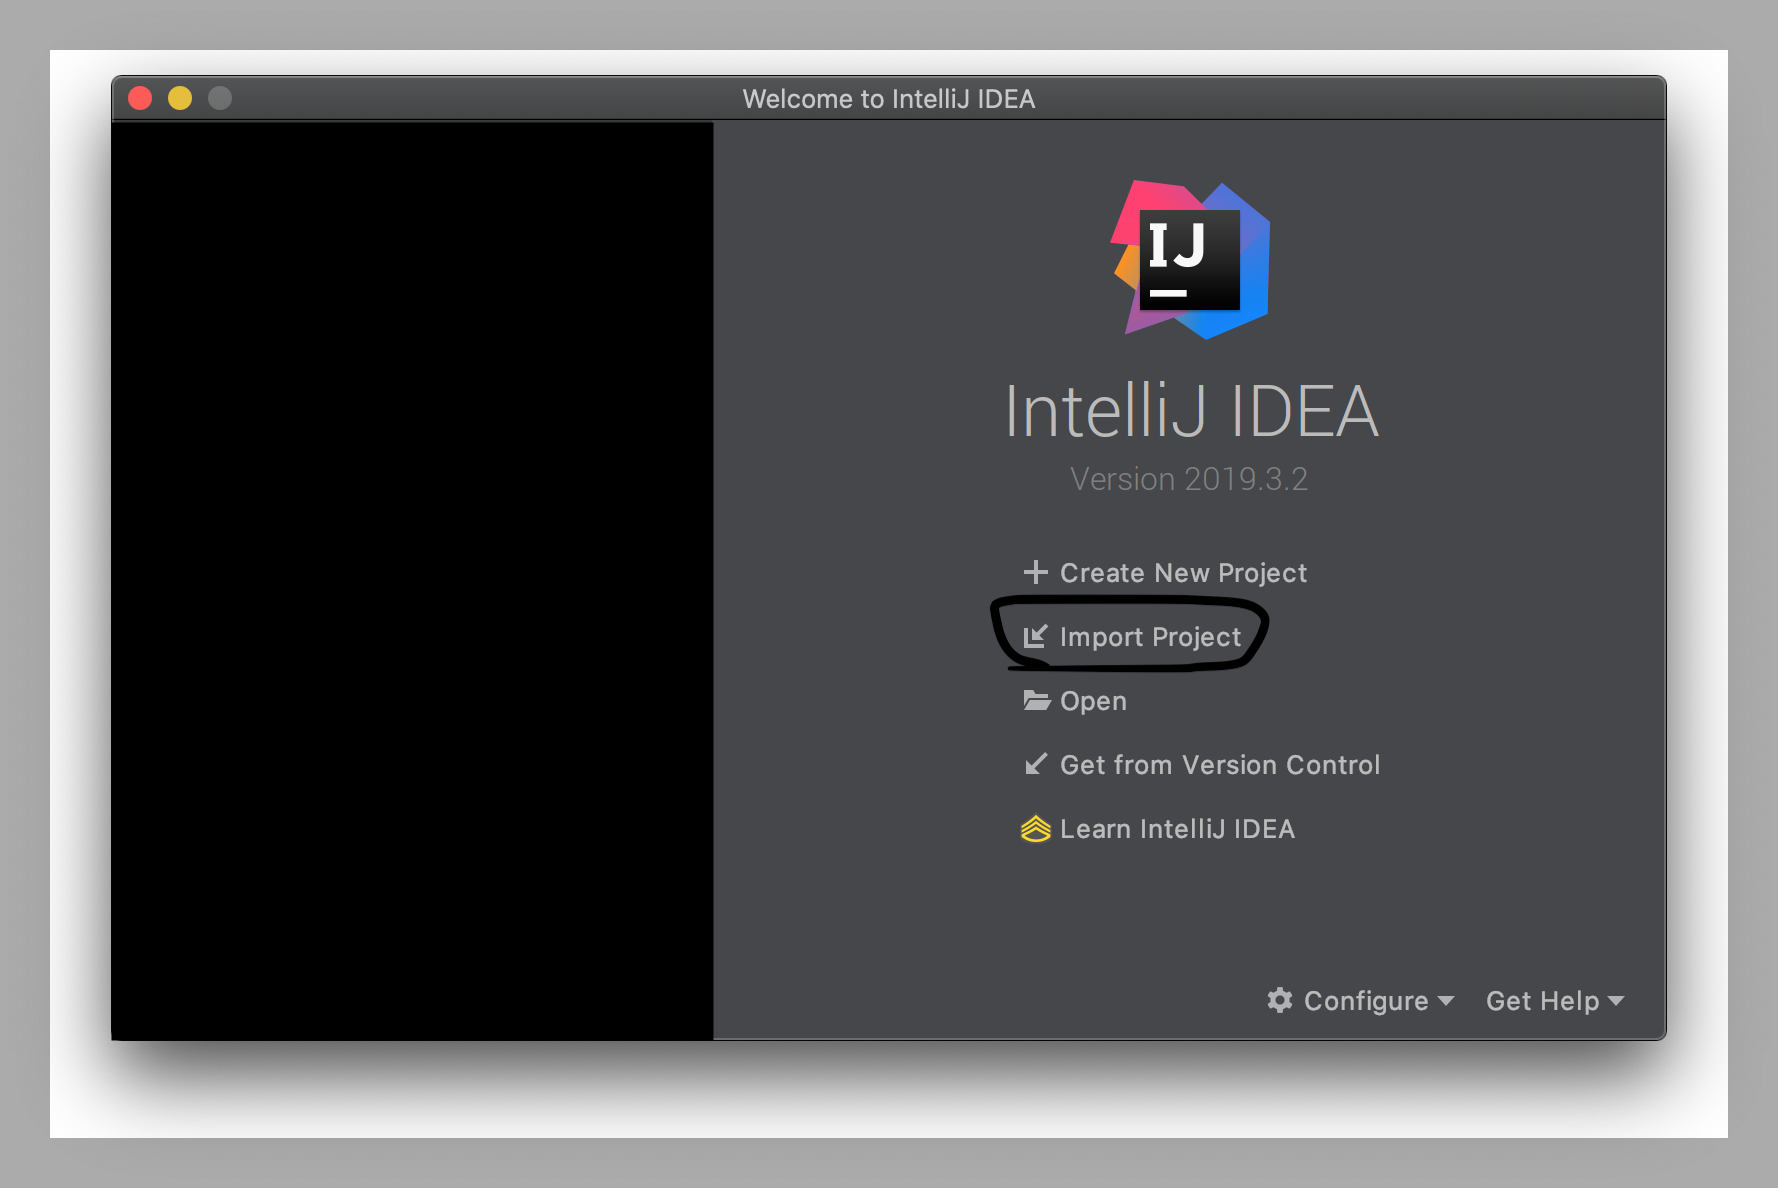 Welcome to IntelliJ IDEA
IJ
IntelliJ IDEA
Version 2019.3.2
Create New Project
Import Project
Open
Get from Version Control
Learn IntelliJ IDEA
Configure Get Help